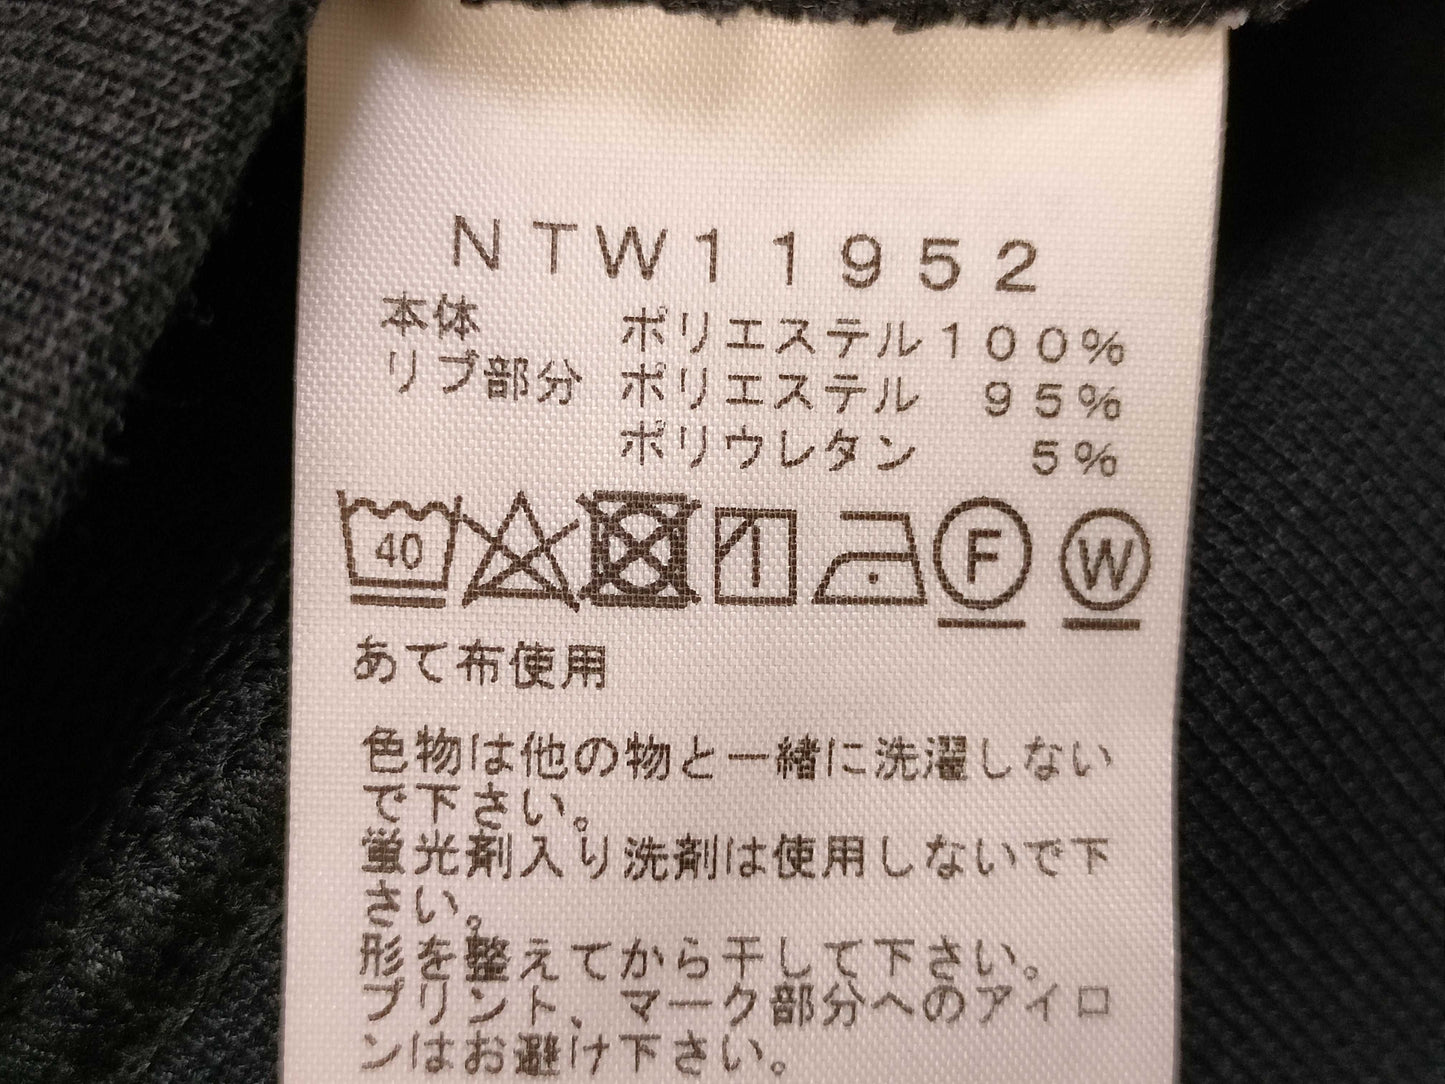 NTW11952
本体 ポリエステル100%
リブ部分 ポリエステル 95%
ポリウレタン 5%
40 F W
あて布使用
色物は他の物と一緒に洗濯しない
で下さい。
蛍光剤入り洗剤は使用しないで下
さい。
形を整えてから干して下さい。
プリント、マーク部分へのアイロ
ンはお避け下さい。